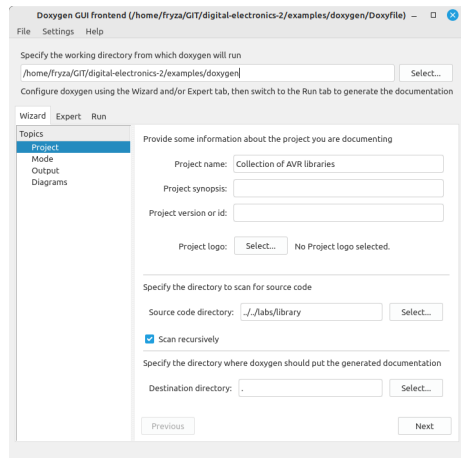 Doxygen GUI frontend (/home/fryza/GIT/digital-electronics-2/examples/doxygen/Doxyfile)
File Settings Help
Specify the working directory from which doxygen will run
/home/fryza/GIT/digital-electronics-2/examples/doxygen
Select...
Configure doxygen using the Wizard and/or Expert tab, then switch to the Run tab to generate the documentation
Wizard Expert Run
Topics
Project
Mode
Output
Diagrams
Provide some information about the project you are documenting
Project name: Collection of AVR libraries
Project synopsis:
Project version or id:
Project logo: Select... No Project logo selected.
Specify the directory to scan for source code
Source code directory: ../../labs/library Select...
Scan recursively
Specify the directory where doxygen should put the generated documentation
Destination directory: . Select...
Previous Next